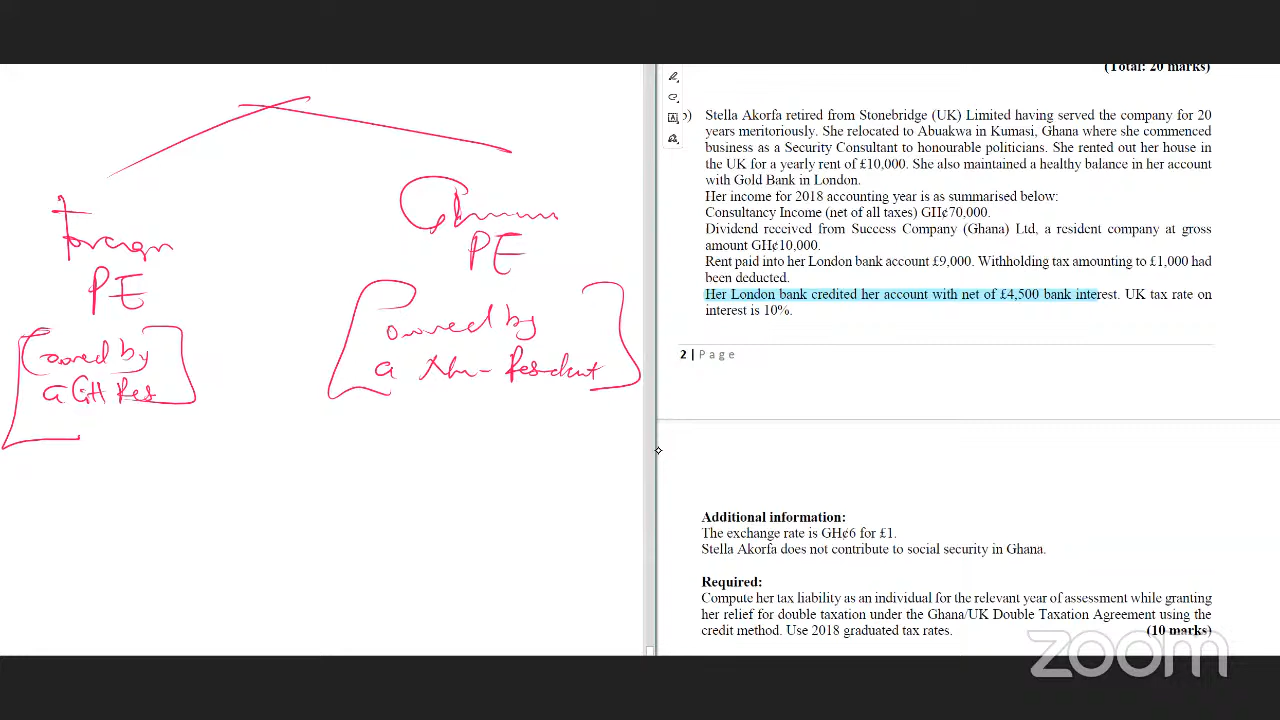 foreign
PE
owned by
a GH Res
Ghanaian
PE
owned by
a Non-Resident
(Total: 20 marks)
b) Stella Akorfa retired from Stonebridge (UK) Limited having served the company for 20
years meritoriously. She relocated to Abuakwa in Kumasi, Ghana where she commenced
business as a Security Consultant to honourable politicians. She rented out her house in
the UK for a yearly rent of £10,000. She also maintained a healthy balance in her account
with Gold Bank in London.
Her income for 2018 accounting year is as summarised below:
Consultancy Income (net of all taxes) GH¢70,000.
Dividend received from Success Company (Ghana) Ltd, a resident company at gross
amount GH¢10,000.
Rent paid into her London bank account £9,000. Withholding tax amounting to £1,000 had
been deducted.
Her London bank credited her account with net of £4,500 bank interest. UK tax rate on
interest is 10%.
2 | Page
Additional information:
The exchange rate is GH¢6 for £1.
Stella Akorfa does not contribute to social security in Ghana.
Required:
Compute her tax liability as an individual for the relevant year of assessment while granting
her relief for double taxation under the Ghana/UK Double Taxation Agreement using the
credit method. Use 2018 graduated tax rates. (10 marks)
zoom